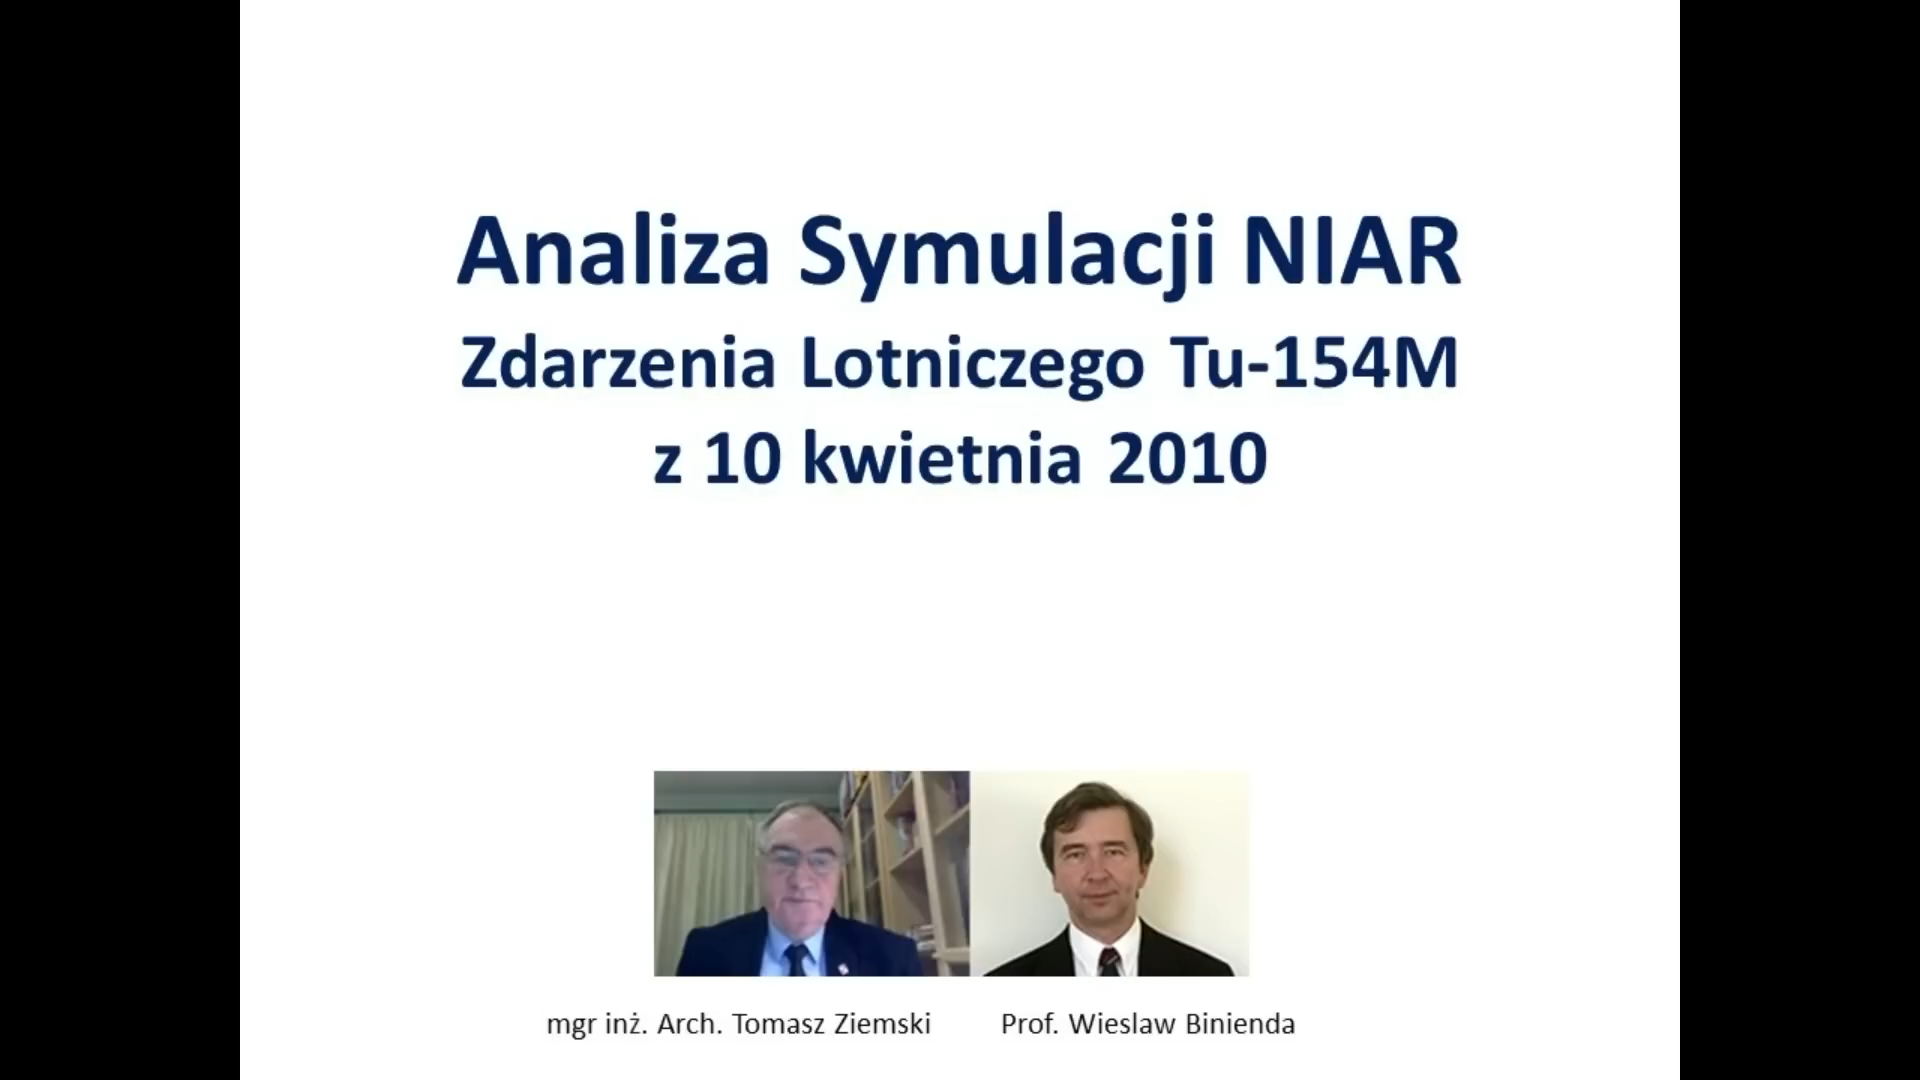 Analiza Symulacji NIAR
Zdarzenia Lotniczego Tu-154M
z 10 kwietnia 2010
mgr inż. Arch. Tomasz Ziemski
Prof. Wieslaw Binienda